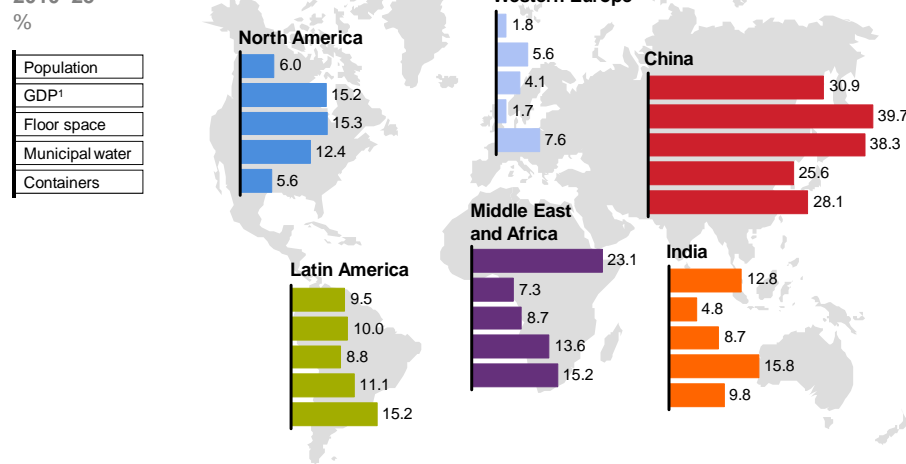 %
Population
GDP¹
Floor space
Municipal water
Containers
North America
6.0
15.2
15.3
12.4
5.6
1.8
5.6
4.1
1.7
7.6
China
30.9
39.7
38.3
25.6
28.1
Middle East
and Africa
23.1
7.3
8.7
13.6
15.2
India
12.8
4.8
8.7
15.8
9.8
Latin America
9.5
10.0
8.8
11.1
15.2